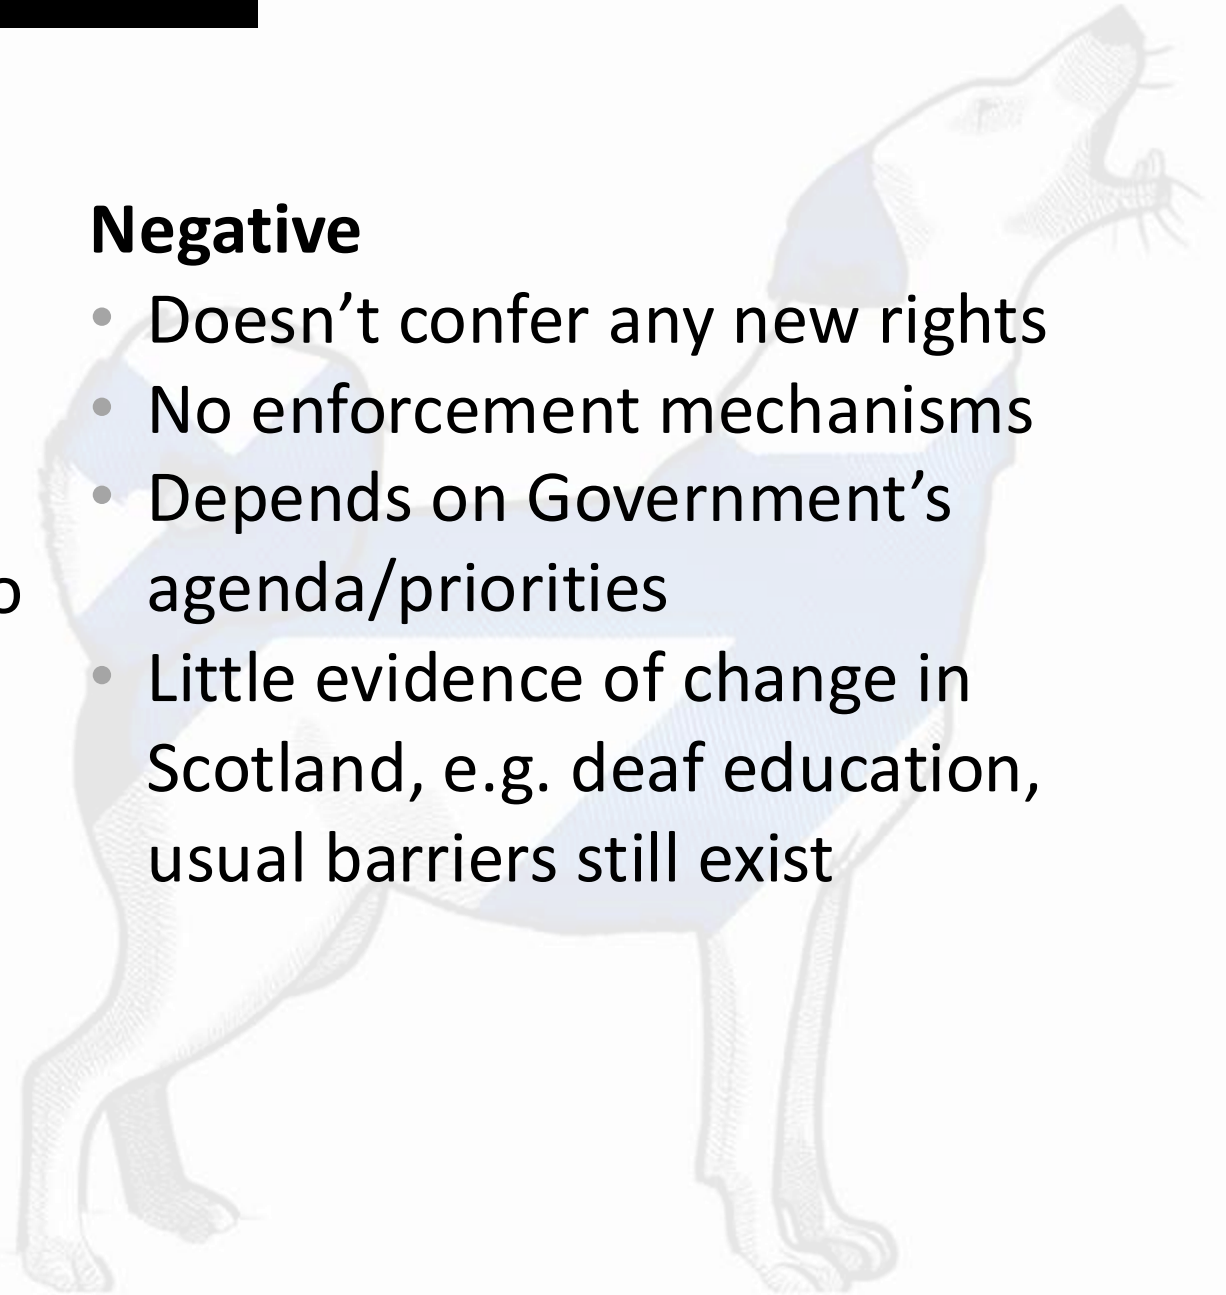 Negative
• Doesn’t confer any new rights
• No enforcement mechanisms
• Depends on Government’s
agenda/priorities
• Little evidence of change in
Scotland, e.g. deaf education,
usual barriers still exist